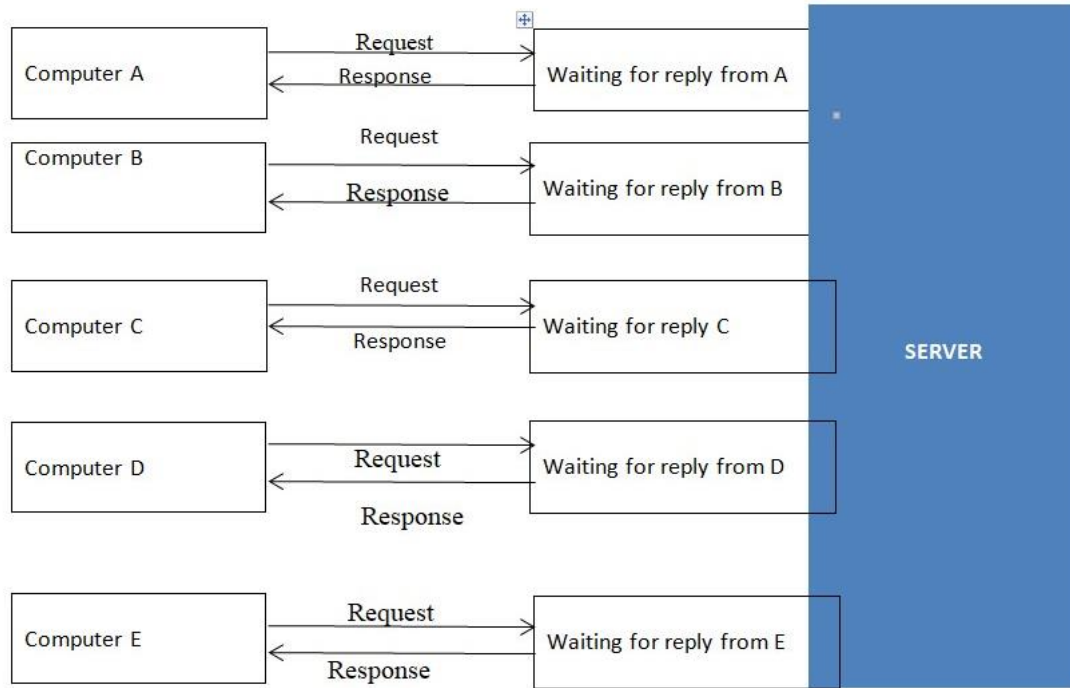 Request
Computer A
Response
Waiting for reply from A
Request
Computer B
Response
Waiting for reply from B
Request
Computer C
Response
Waiting for reply C
SERVER
Request
Computer D
Waiting for reply from D
Response
Request
Computer E
Waiting for reply from E
Response